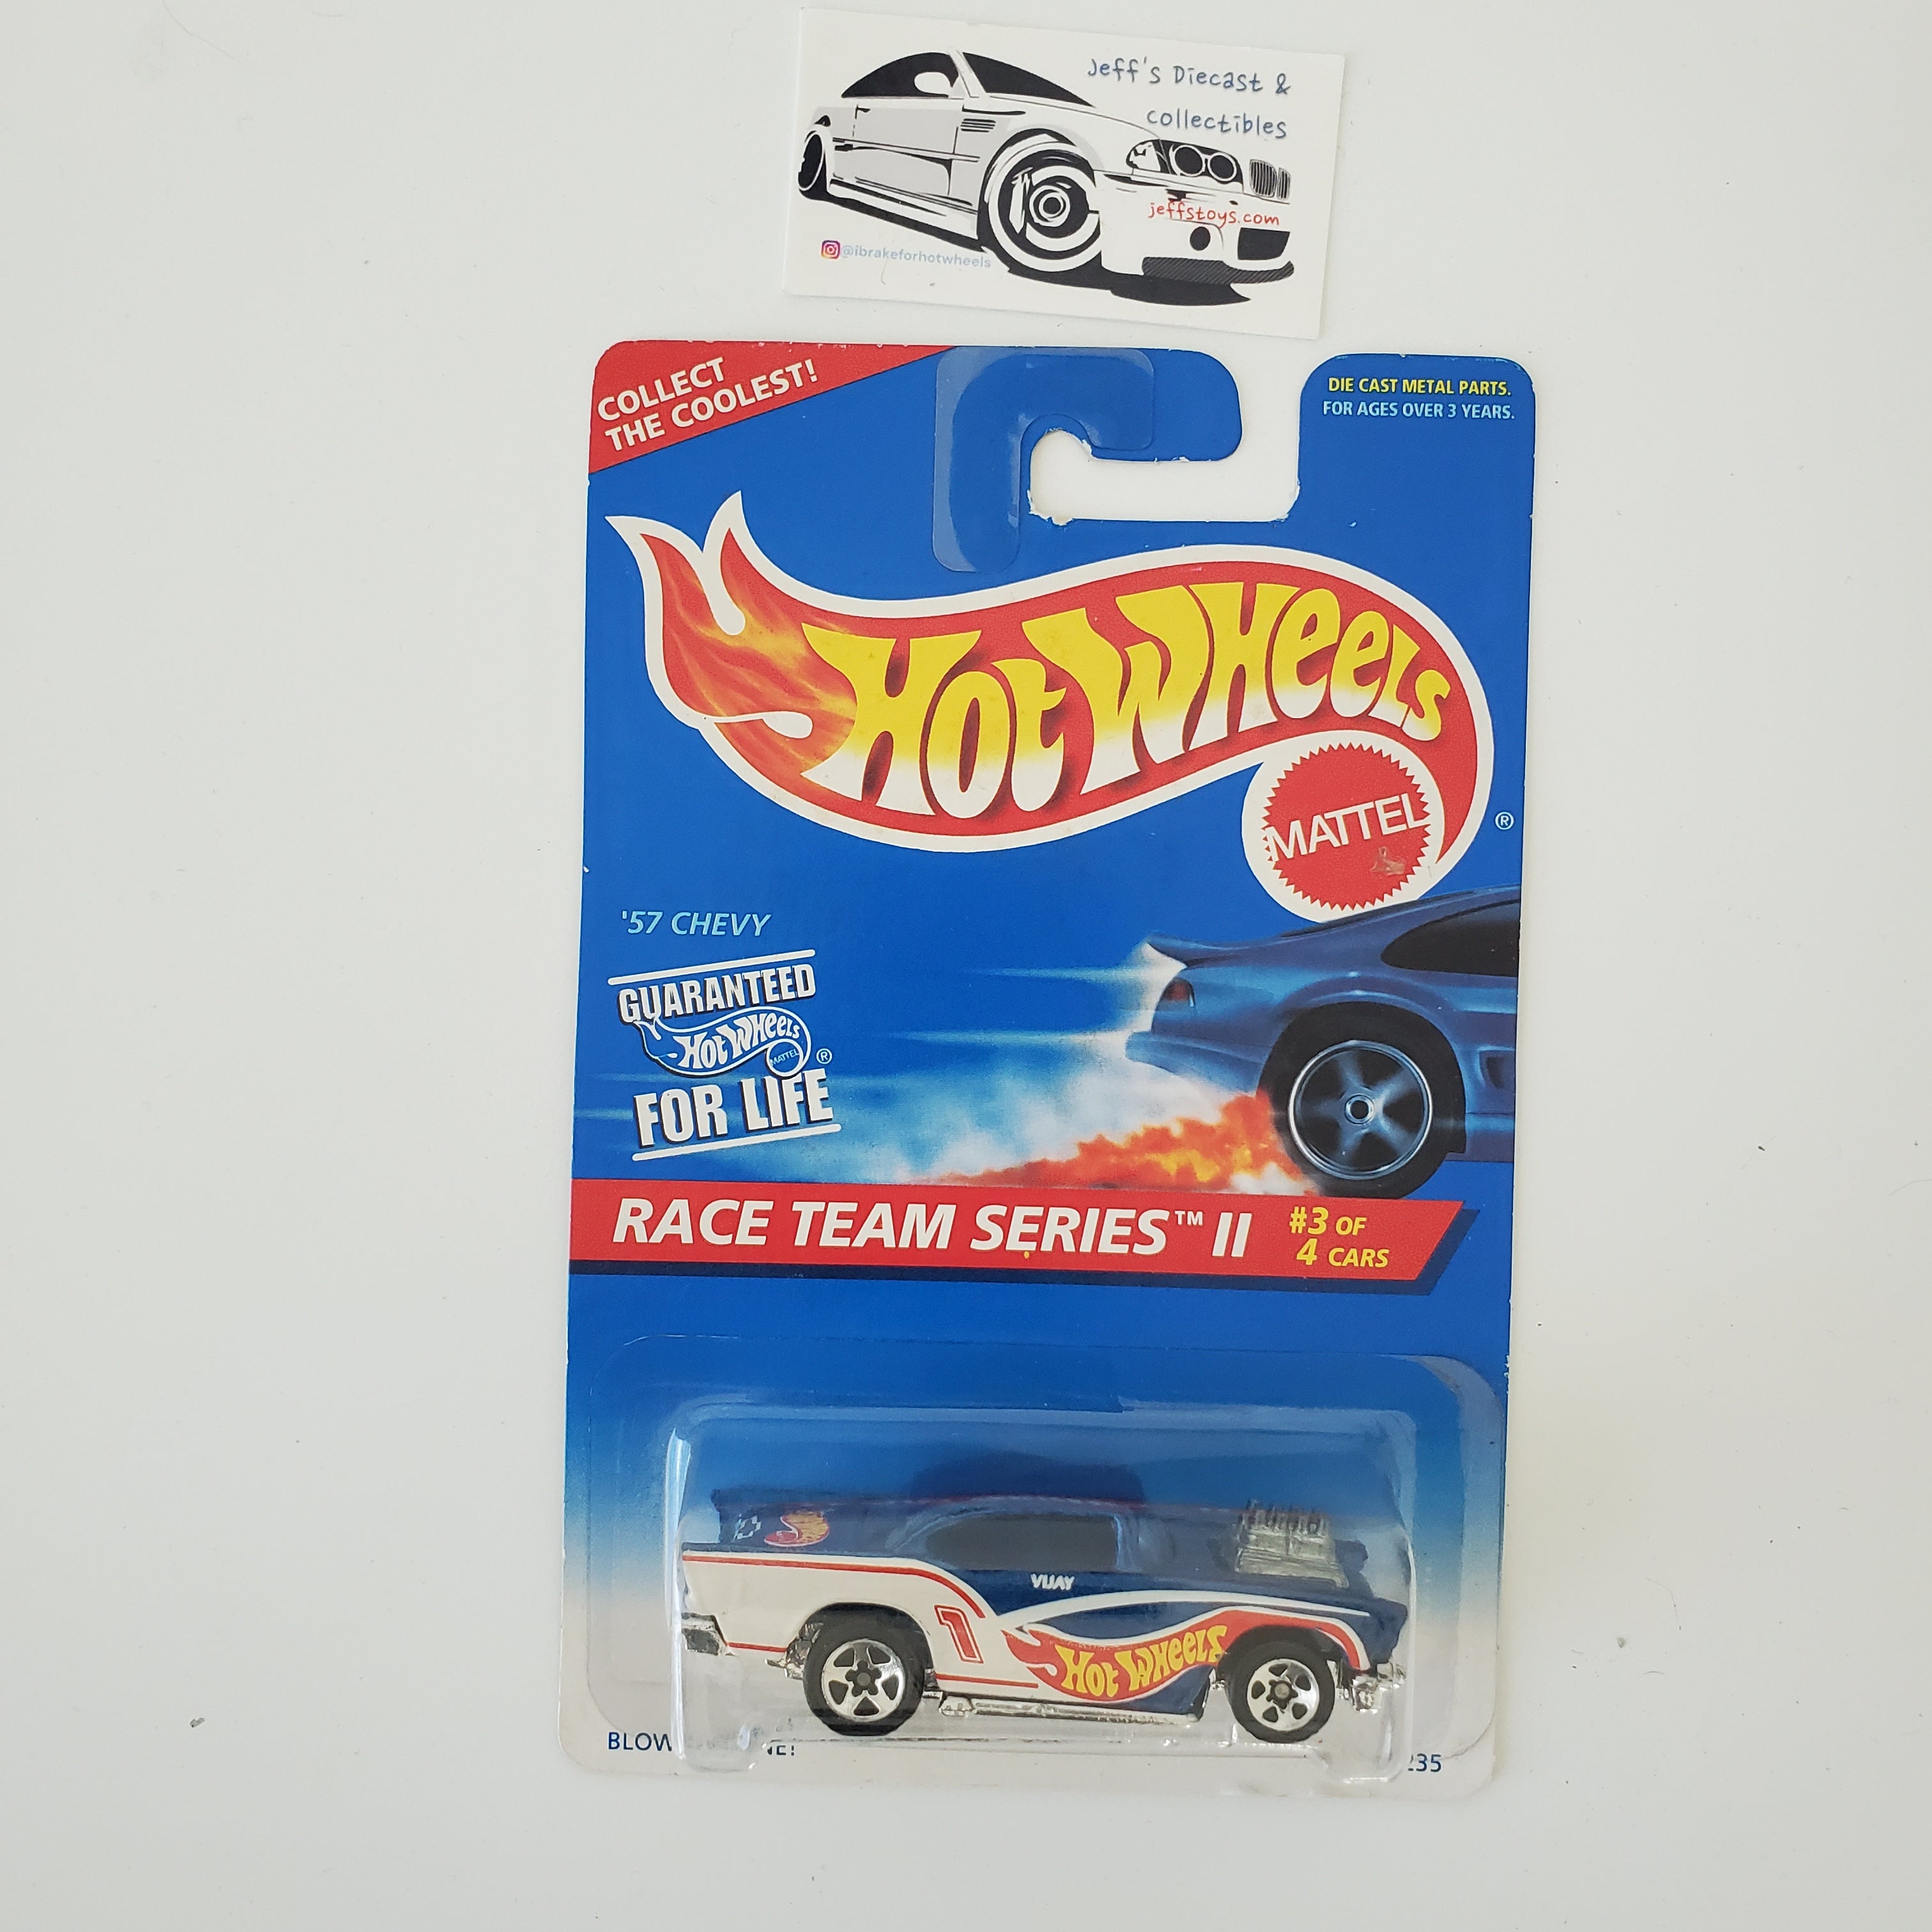 Jeff's Diecast &
collectibles
jeffstoys.com
@ibrakeforhotwheels
COLLECT
THE COOLEST!
DIE CAST METAL PARTS.
FOR AGES OVER 3 YEARS.
Hot Wheels
MATTEL
®
'57 CHEVY
GUARANTEED
Hot Wheels
MATTEL
®
FOR LIFE
RACE TEAM SERIES™ II
#3 OF
4 CARS
VIJAY
1
Hot Wheels